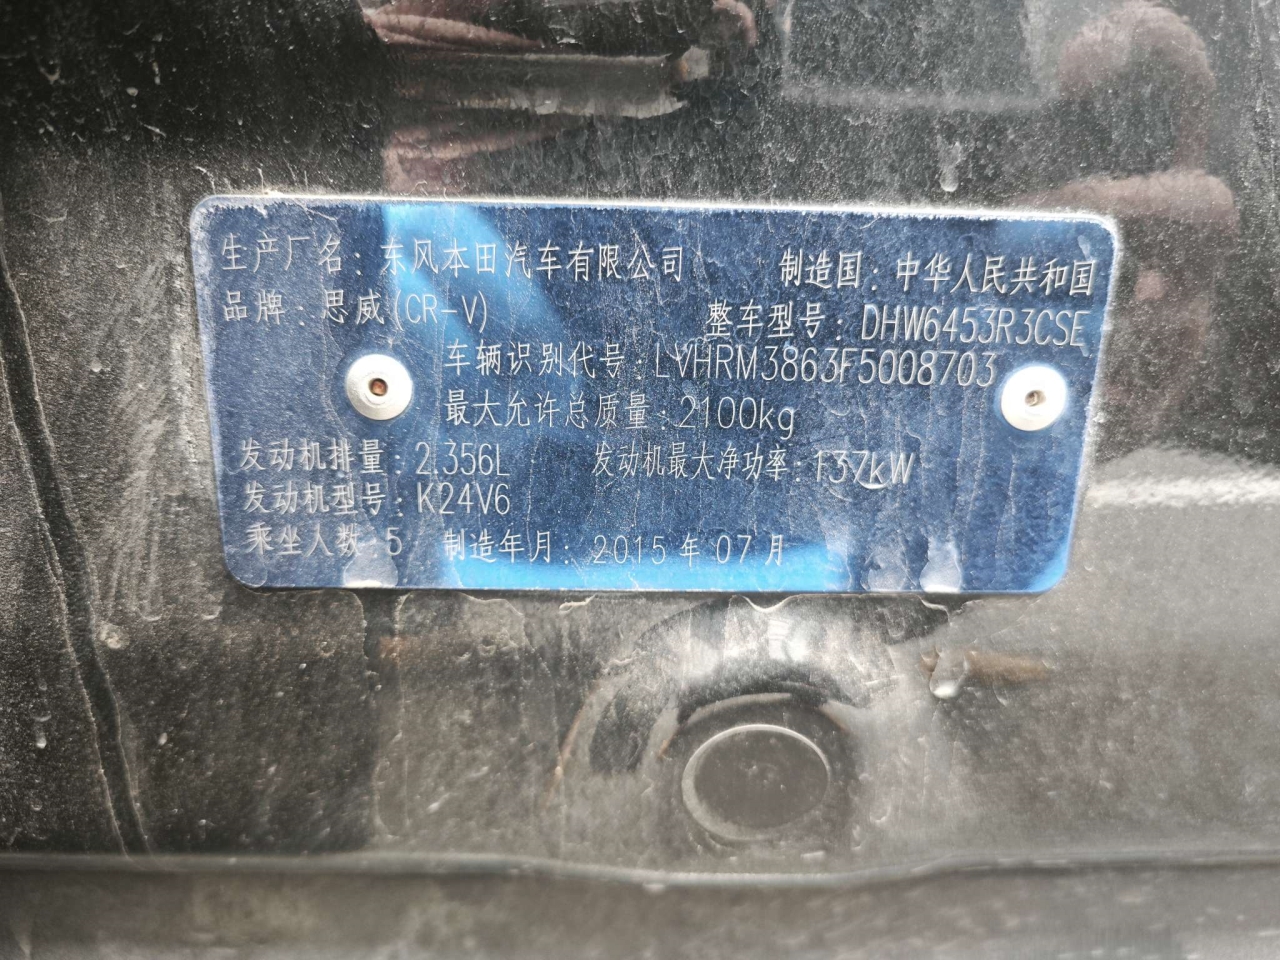 生产厂名：东风本田汽车有限公司 制造国：中华人民共和国
品牌：思威(CR-V) 整车型号：DHW6453R3CSE
车辆识别代号：LVHRM3863F5008703
最大允许总质量：2100kg
发动机排量：2.356L 发动机最大净功率：137kW
发动机型号：K24V6
乘坐人数：5 制造年月：2015年07月